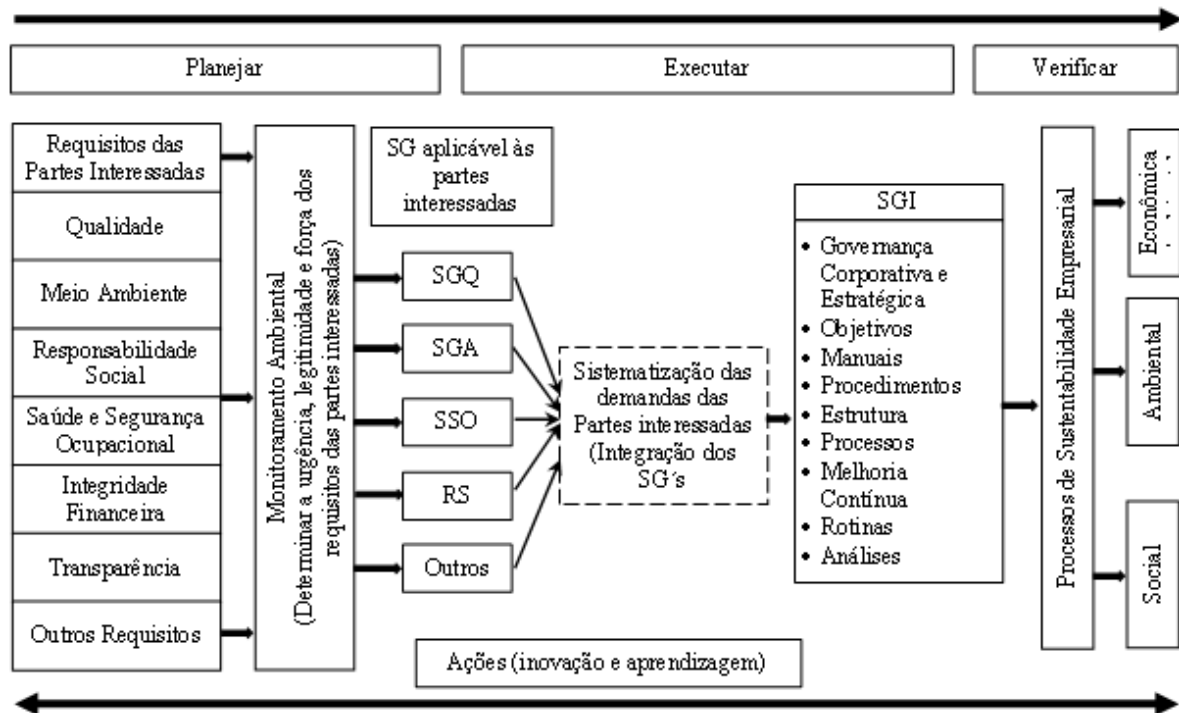 Planejar
Executar
Verificar
Requisitos das
Partes Interessadas
Qualidade
Meio Ambiente
Responsabilidade
Social
Saúde e Segurança
Ocupacional
Integridade
Financeira
Transparência
Outros Requisitos
Monitoramento Ambiental
(Determinar a urgência, legitimidade e força dos
requisitos das partes interessadas)
SG aplicável às
partes
interessadas
SGQ
SGA
SSO
RS
Outros
Sistematização das
demandas das
Partes interessadas
(Integração dos
SG´s
SGI
• Governança
Corporativa e
Estratégica
• Objetivos
• Manuais
• Procedimentos
• Estrutura
• Processos
• Melhoria
Contínua
• Rotinas
• Análises
Processos de Sustentabilidade Empresarial
Econômica
Ambiental
Social
Ações (inovação e aprendizagem)